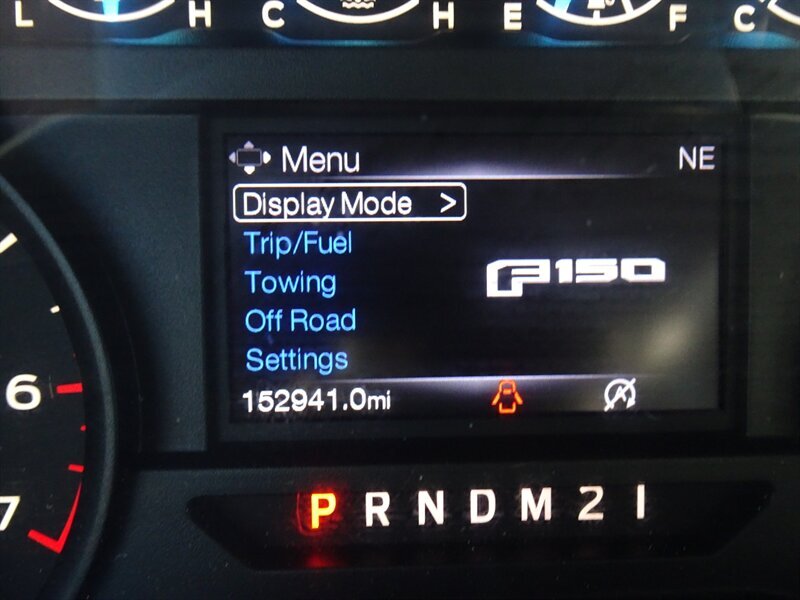 L H C H E F C
Menu NE
Display Mode >
Trip/Fuel
F150
Towing
Off Road
Settings
6
152941.0mi
7
P R N D M 2 1